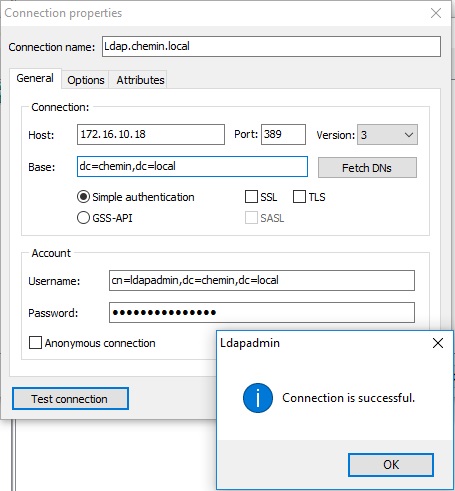 Connection properties
Connection name: Ldap.chemin.local
General Options Attributes
Connection:
Host: 172.16.10.18 Port: 389 Version: 3
Base: dc=chemin,dc=local Fetch DNs
Simple authentication SSL TLS
GSS-API SASL
Account
Username: cn=ldapadmin,dc=chemin,dc=local
Password: ●●●●●●●●●●●●●●●
Anonymous connection
Test connection
Ldapadmin
Connection is successful.
OK